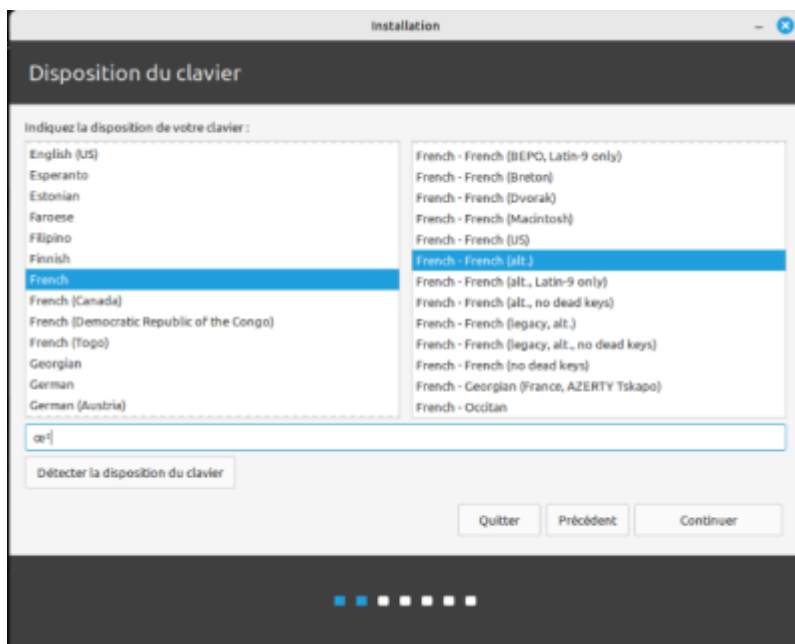 Installation
Disposition du clavier
Indiquez la disposition de votre clavier :
English (US)
Esperanto
Estonian
Faroese
Filipino
Finnish
French
French (Canada)
French (Democratic Republic of the Congo)
French (Togo)
Georgian
German
German (Austria)
French - French (BEPO, Latin-9 only)
French - French (Breton)
French - French (Dvorak)
French - French (Macintosh)
French - French (US)
French - French (alt.)
French - French (alt., Latin-9 only)
French - French (alt., no dead keys)
French - French (legacy, alt.)
French - French (legacy, alt., no dead keys)
French - French (no dead keys)
French - Georgian (France, AZERTY Tskapo)
French - Occitan
Détecter la disposition du clavier
Quitter
Précédent
Continuer